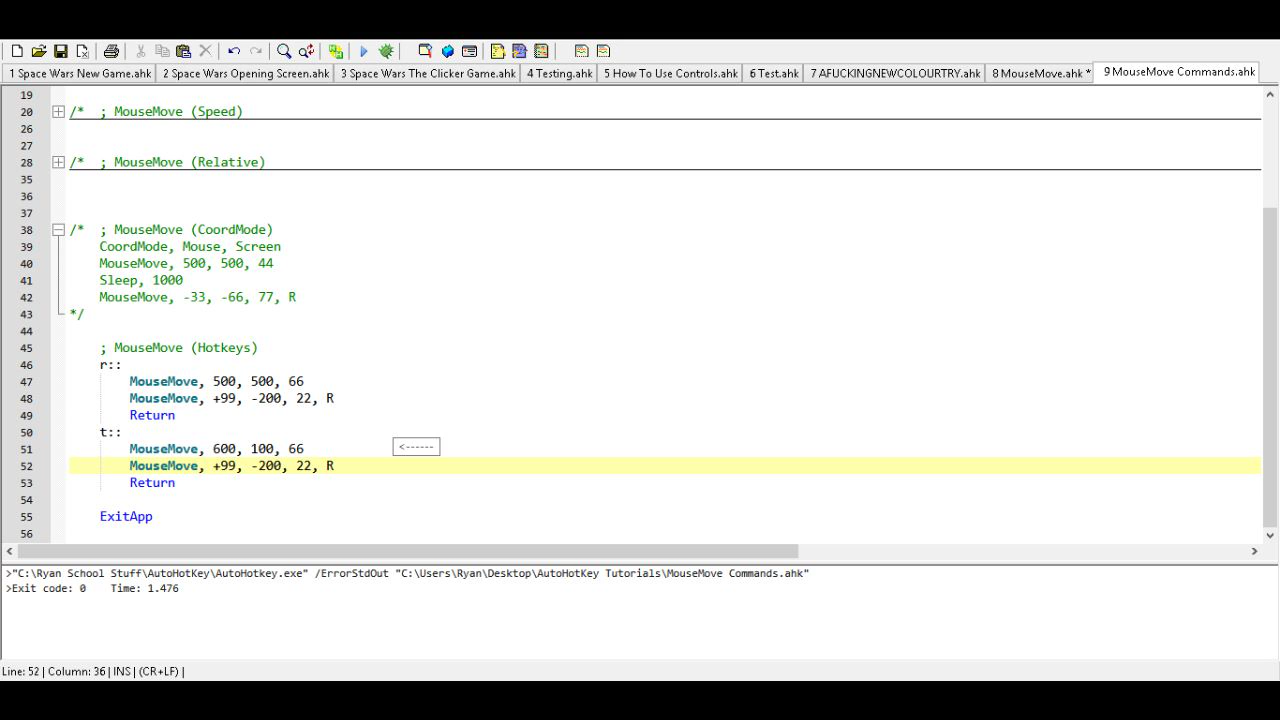 1 Space Wars New Game.ahk 2 Space Wars Opening Screen.ahk 3 Space Wars The Clicker Game.ahk 4 Testing.ahk 5 How To Use Controls.ahk 6 Test.ahk 7 AFUCKINGNEWCOLOURTRY.ahk 8 MouseMove.ahk * 9 MouseMove Commands.ahk
19
20 /* ; MouseMove (Speed)
26
27
28 /* ; MouseMove (Relative)
35
36
37
38 /* ; MouseMove (CoordMode)
39 CoordMode, Mouse, Screen
40 MouseMove, 500, 500, 44
41 Sleep, 1000
42 MouseMove, -33, -66, 77, R
43 */
44
45 ; MouseMove (Hotkeys)
46 r::
47 MouseMove, 500, 500, 66
48 MouseMove, +99, -200, 22, R
49 Return
50 t::
51 MouseMove, 600, 100, 66 <------
52 MouseMove, +99, -200, 22, R
53 Return
54
55 ExitApp
56
>"C:\Ryan School Stuff\AutoHotKey\AutoHotkey.exe" /ErrorStdOut "C:\Users\Ryan\Desktop\AutoHotKey Tutorials\MouseMove Commands.ahk"
>Exit code: 0 Time: 1.476
Line: 52 | Column: 36 | INS | (CR+LF) |